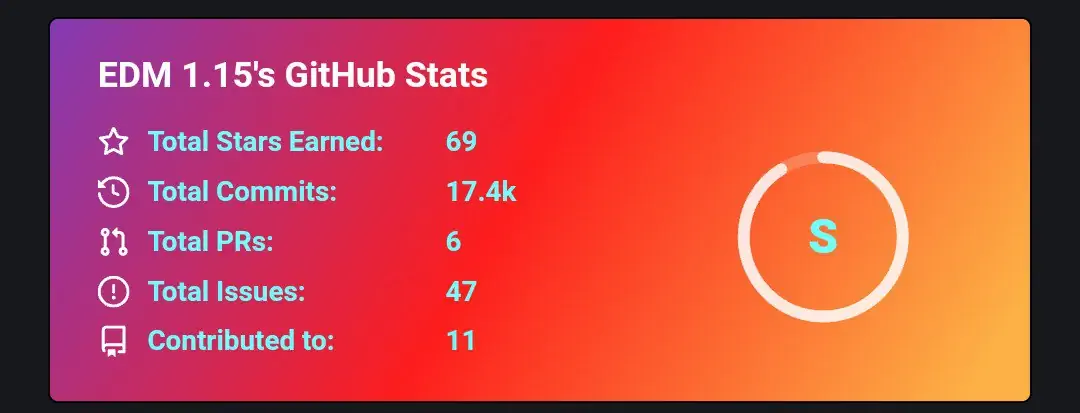 EDM 1.15's GitHub Stats
Total Stars Earned: 69
Total Commits: 17.4k
Total PRs: 6
Total Issues: 47
Contributed to: 11
S